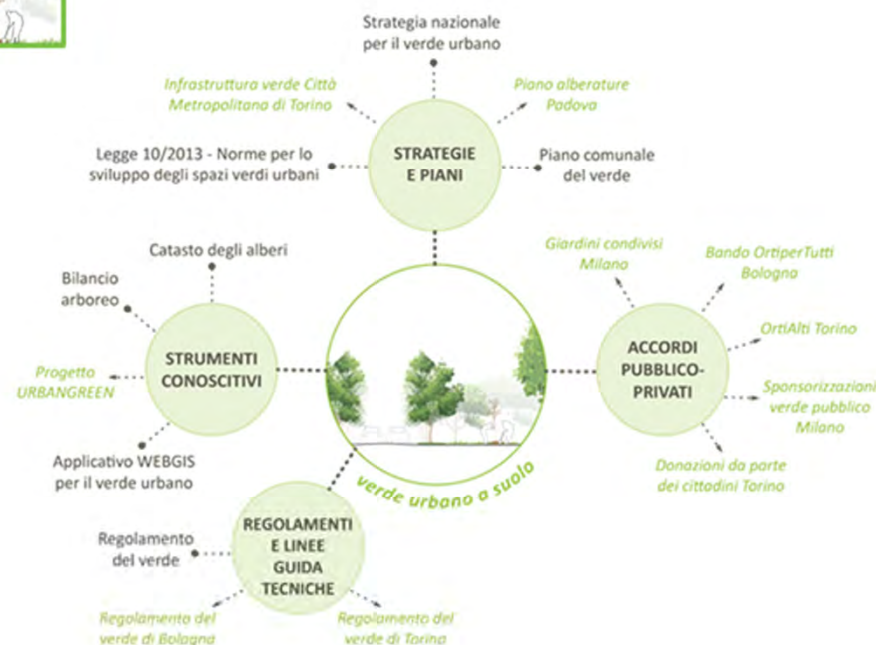 Strategia nazionale
per il verde urbano
Infrastruttura verde Città
Metropolitana di Torino
Piano alberature
Padova
Legge 10/2013 - Norme per lo
sviluppo degli spazi verdi urbani
STRATEGIE
E PIANI
Piano comunale
del verde
Catasto degli alberi
Bilancio
arboreo
Progetto
URBANGREEN
STRUMENTI
CONOSCITIVI
Applicativo WEBGIS
per il verde urbano
Giardini condivisi
Milano
Bando OrtiperTutti
Bologna
OrtiAlti Torino
ACCORDI
PUBBLICO-
PRIVATI
Sponsorizzazioni
verde pubblico
Milano
Donazioni da parte
dei cittadini Torino
verde urbano a suolo
REGOLAMENTI
E LINEE
GUIDA
TECNICHE
Regolamento
del verde
Regolamento del
verde di Bologna
Regolamento del
verde di Torino